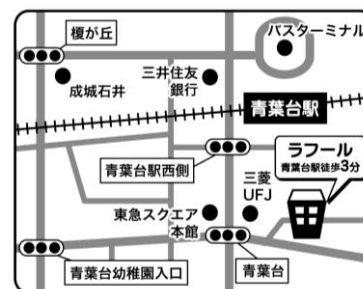 榎が丘
バスターミナル
成城石井
三井住友
銀行
青葉台駅
青葉台駅西側
ラフール
青葉台駅徒歩3分
三菱
UFJ
東急スクエア
本館
青葉台幼稚園入口
青葉台